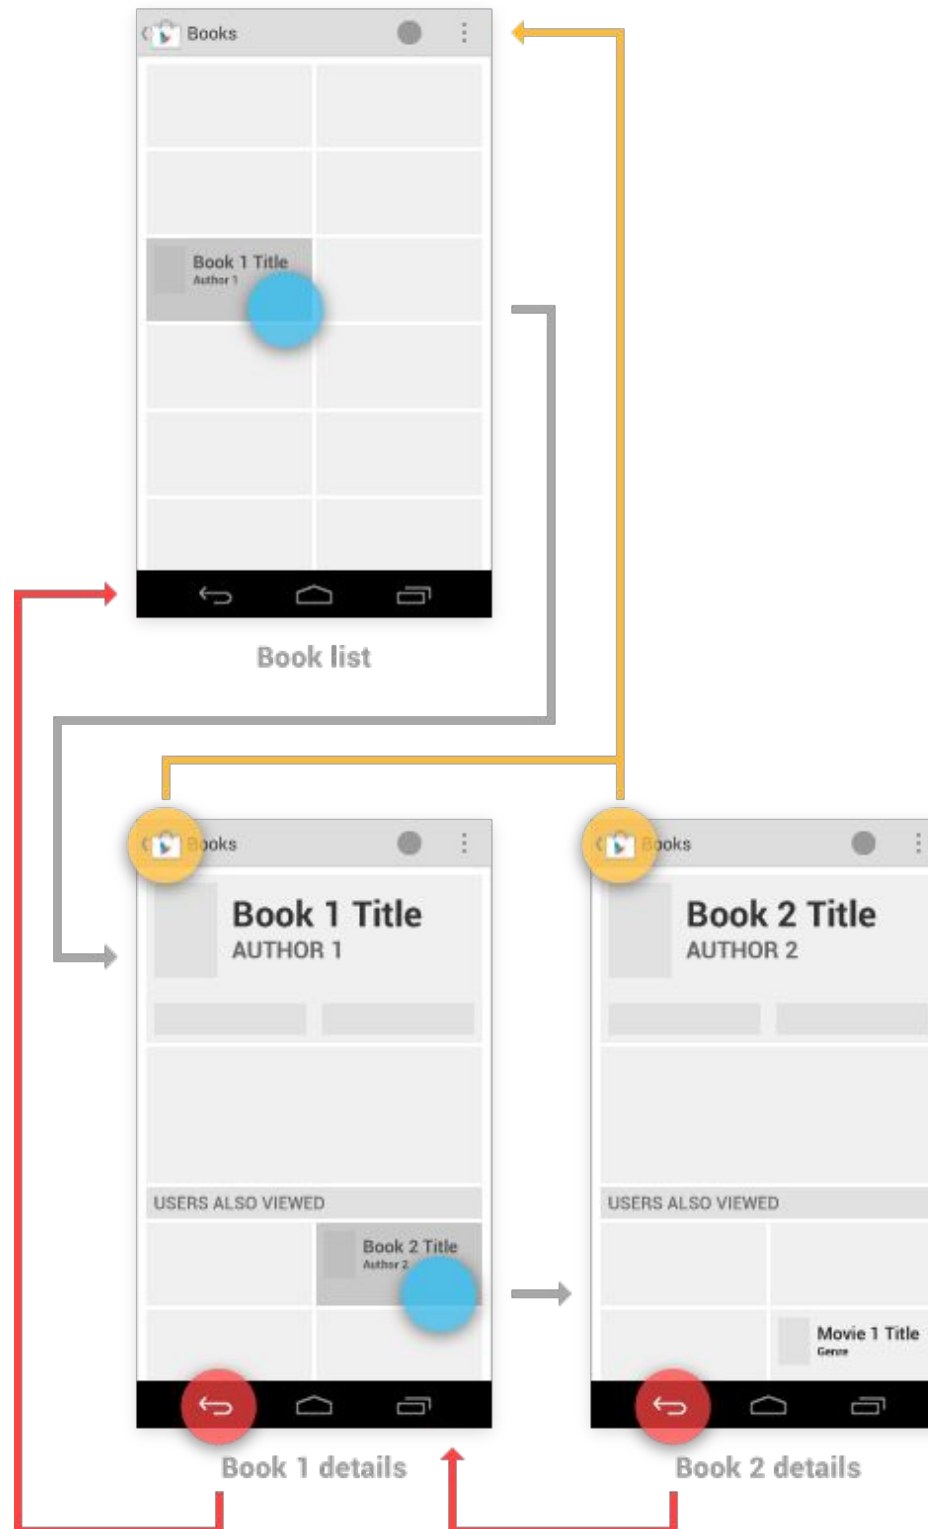 Books
Book 1 Title
Author 1
Book list
Books
Book 1 Title
AUTHOR 1
USERS ALSO VIEWED
Book 2 Title
Author 2
Book 1 details
Books
Book 2 Title
AUTHOR 2
USERS ALSO VIEWED
Movie 1 Title
Genre
Book 2 details